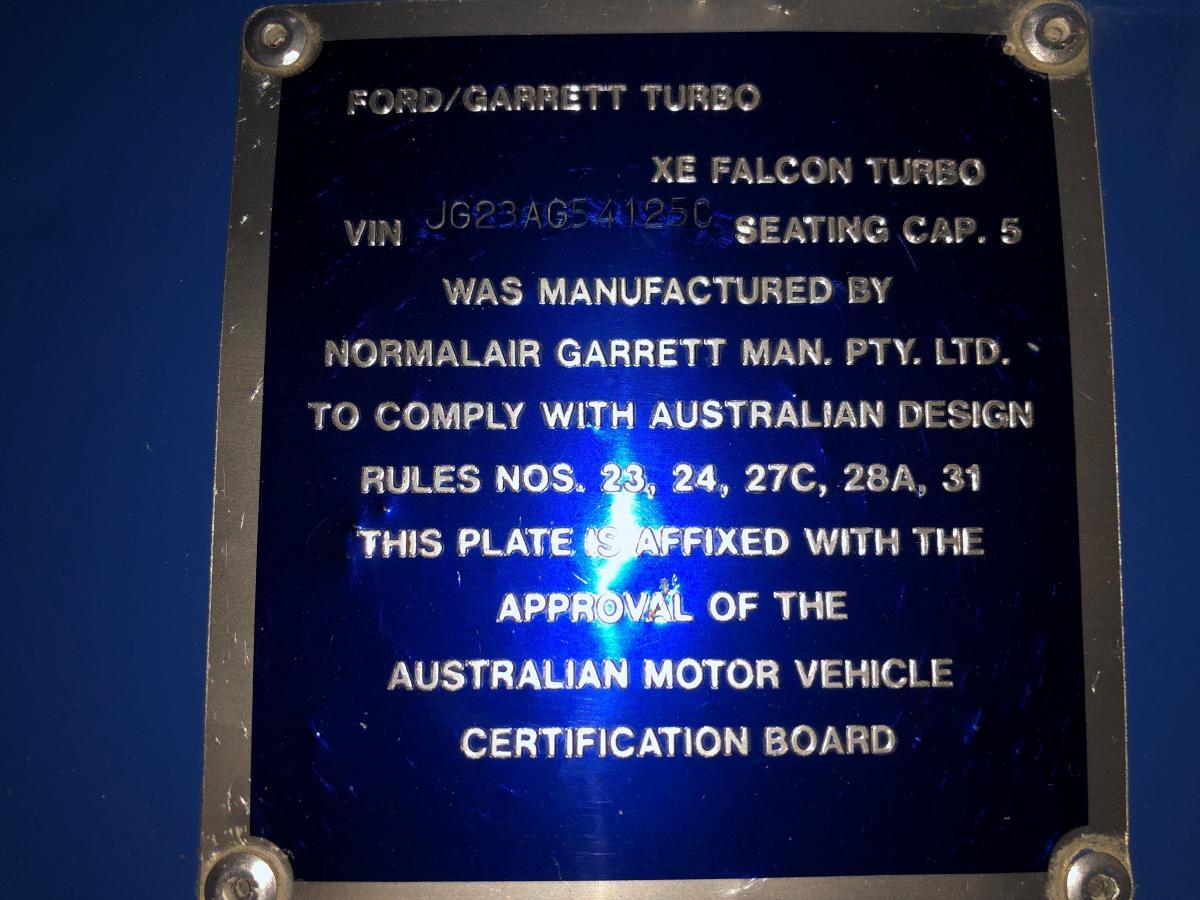 FORD/GARRETT TURBO
XE FALCON TURBO
VIN JG23AG54125C SEATING CAP. 5
WAS MANUFACTURED BY
NORMALAIR GARRETT MAN. PTY. LTD.
TO COMPLY WITH AUSTRALIAN DESIGN
RULES NOS. 23, 24, 27C, 28A, 31
THIS PLATE IS AFFIXED WITH THE
APPROVAL OF THE
AUSTRALIAN MOTOR VEHICLE
CERTIFICATION BOARD